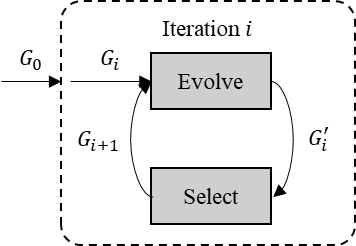 Iteration i
G₀
Gᵢ
Evolve
Gᵢ₊₁
G′ᵢ
Select